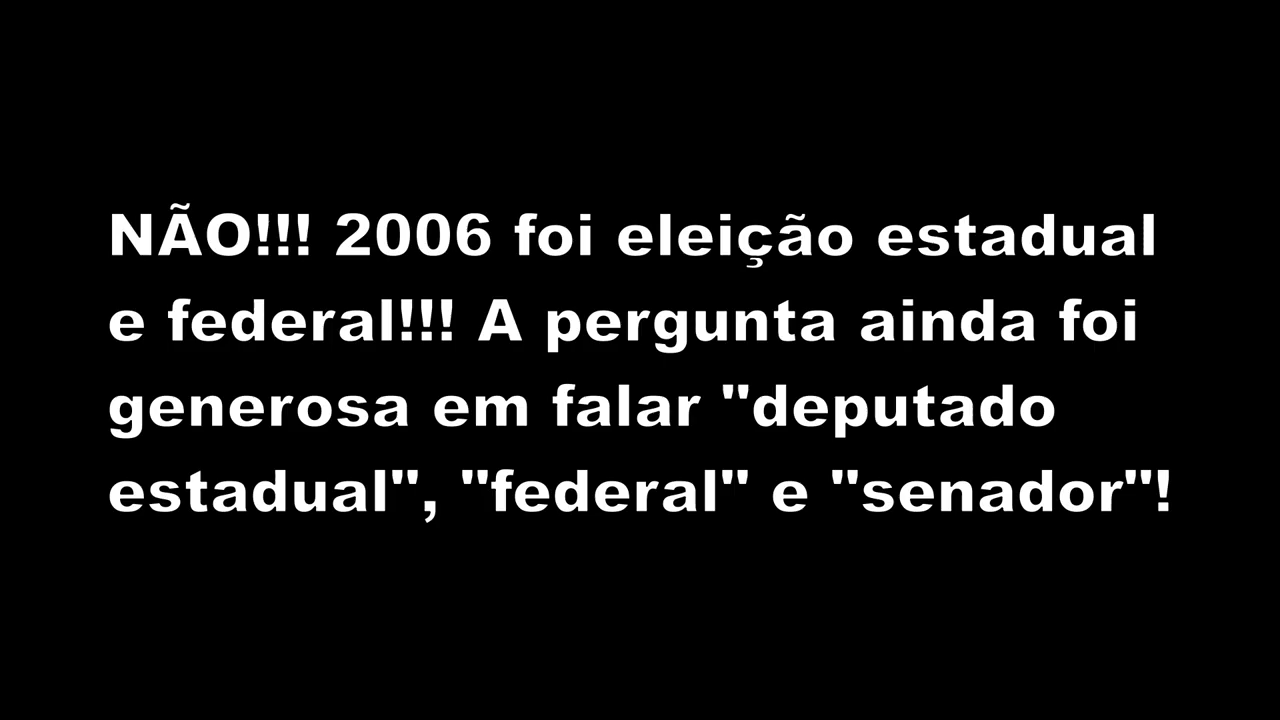 NÃO!!! 2006 foi eleição estadual
e federal!!! A pergunta ainda foi
generosa em falar "deputado
estadual", "federal" e "senador"!